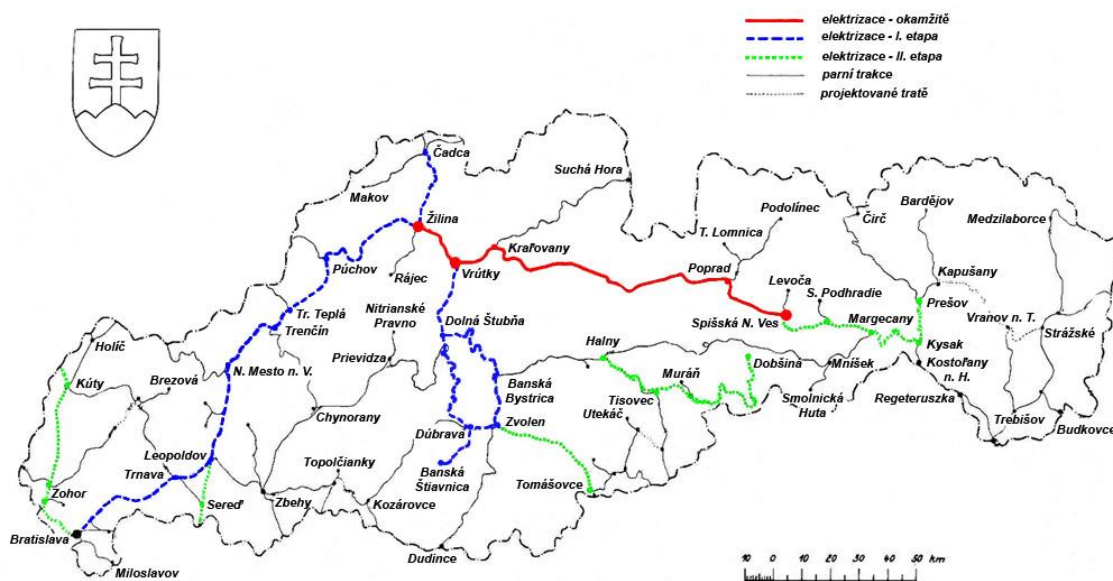 elektrizace - okamžitě
elektrizace - I. etapa
elektrizace - II. etapa
parní trakce
projektované tratě
Čadca
Makov
Suchá Hora
Žilina
Podolínec
Čirč
Bardějov
Medzilaborce
T. Lomnica
Kraľovany
Púchov
Rájec
Vrútky
Poprad
Levoča
Kapušany
S. Podhradie
Prešov
Tr. Teplá
Nitrianské
Pravno
Dolná Štubňa
Spišská N. Ves
Margecany
Vranov n. T.
Trenčín
Strážské
Holíč
Halny
Kysak
Prievidza
Dobšiná
Mníšek
Kostoľany
n. H.
N. Mesto n. V.
Kúty
Brezová
Banská
Bystrica
Muráň
Tisovec
Smolnická
Huta
Regeteruszka
Chynorany
Utekáč
Trebišov
Budkovce
Dúbrava
Zvolen
Leopoldov
Topolčianky
Banská
Štiavnica
Trnava
Tomášovce
Zohor
Sereď
Zbehy
Kozárovce
Bratislava
Dudince
Miloslavov
10 0 10 20 30 40 50 km